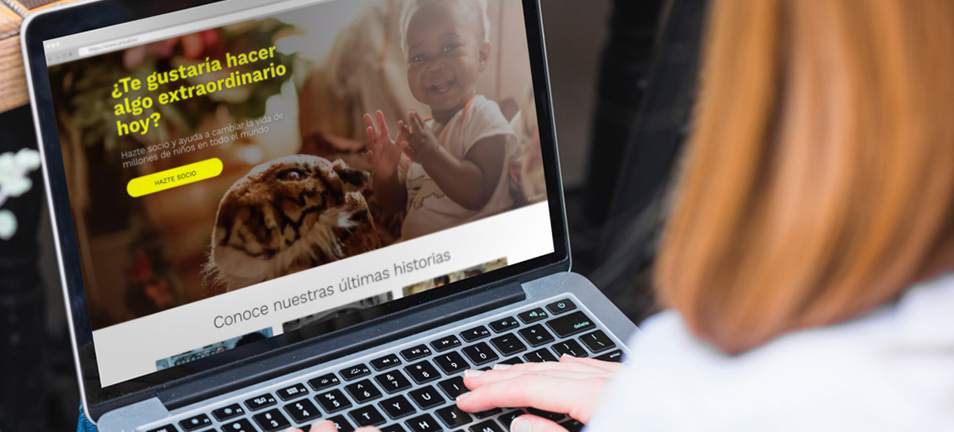 ¿Te gustaría hacer
algo extraordinario
hoy?
Hazte socio y ayuda a cambiar la vida de
millones de niños en todo el mundo
HAZTE SOCIO
Conoce nuestras últimas historias
delete